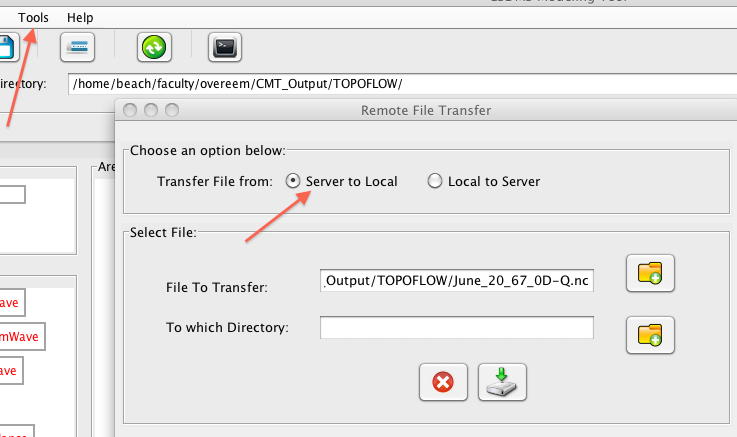 Tools Help
irectory: /home/beach/faculty/overeem/CMT_Output/TOPOFLOW/
Remote File Transfer
Choose an option below:
Are
Transfer File from: Server to Local Local to Server
Select File:
File To Transfer: _Output/TOPOFLOW/June_20_67_0D-Q.nc
ave
To which Directory:
mWave
ave